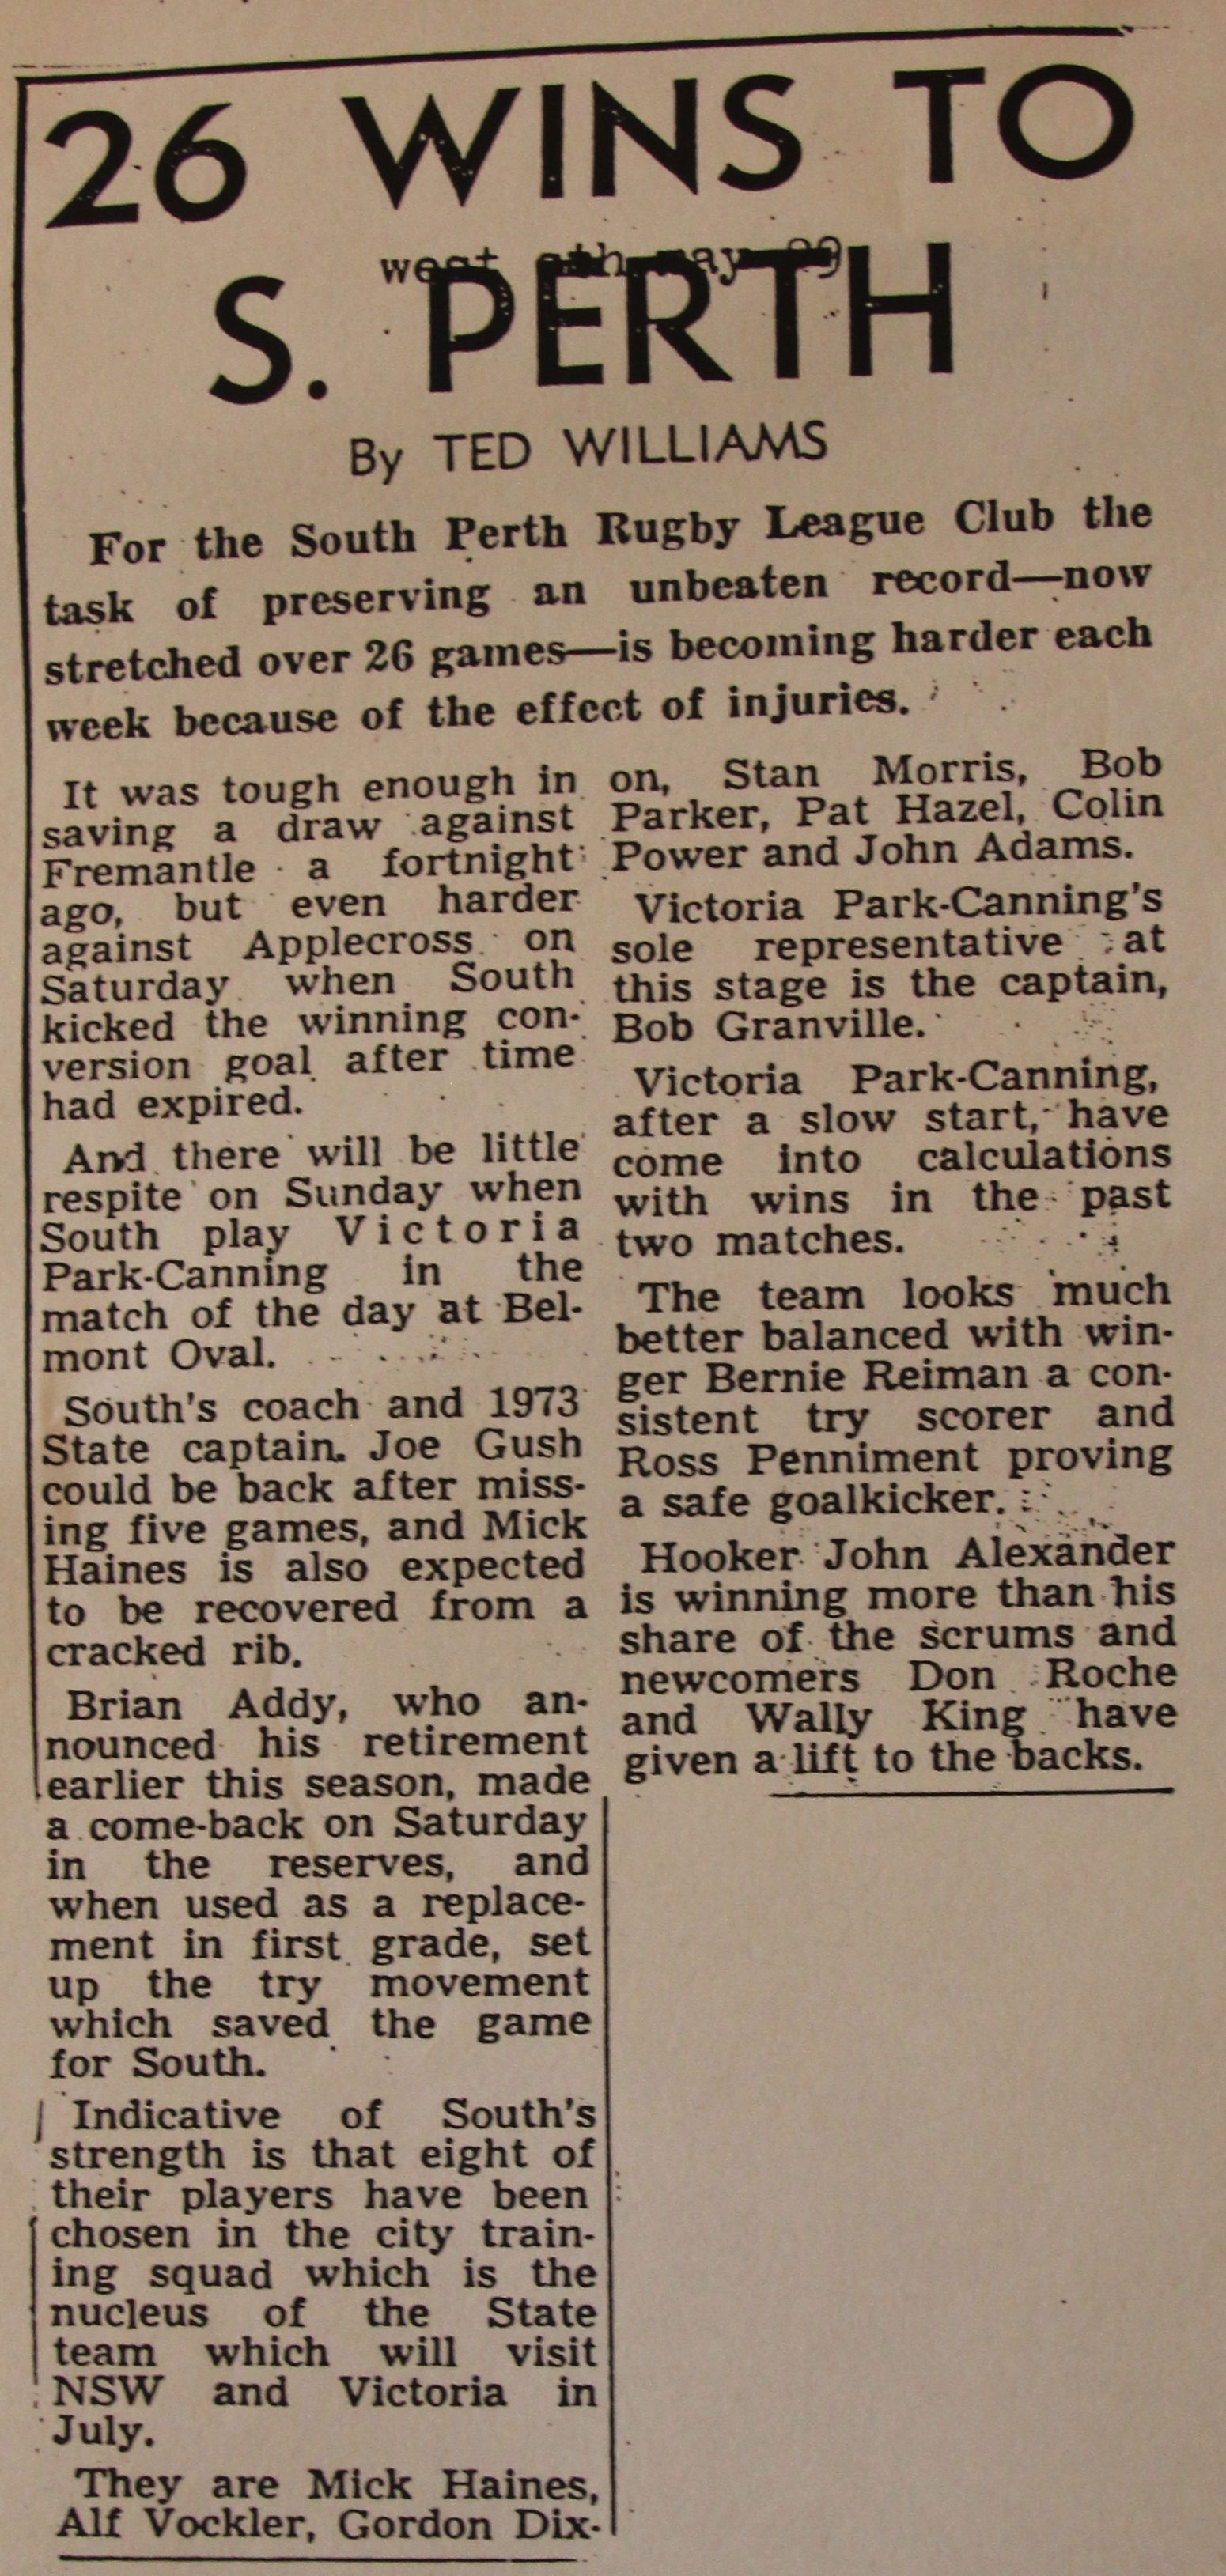 26 WINS TO
S. PERTH
By TED WILLIAMS
For the South Perth Rugby League Club the
task of preserving an unbeaten record—now
stretched over 26 games—is becoming harder each
week because of the effect of injuries.
It was tough enough in
saving a draw against
Fremantle a fortnight
ago, but even harder
against Applecross on
Saturday when South
kicked the winning con-
version goal after time
had expired.
And there will be little
respite on Sunday when
South play Victoria
Park-Canning in the
match of the day at Bel-
mont Oval.
South's coach and 1973
State captain. Joe Gush
could be back after miss-
ing five games, and Mick
Haines is also expected
to be recovered from a
cracked rib.
Brian Addy, who an-
nounced his retirement
earlier this season, made
a come-back on Saturday
in the reserves, and
when used as a replace-
ment in first grade, set
up the try movement
which saved the game
for South.
Indicative of South's
strength is that eight of
their players have been
chosen in the city train-
ing squad which is the
nucleus of the State
team which will visit
NSW and Victoria in
July.
They are Mick Haines,
Alf Vockler, Gordon Dix-
on, Stan Morris, Bob
Parker, Pat Hazel, Colin
Power and John Adams.
Victoria Park-Canning's
sole representative at
this stage is the captain,
Bob Granville.
Victoria Park-Canning,
after a slow start, have
come into calculations
with wins in the past
two matches.
The team looks much
better balanced with win-
ger Bernie Reiman a con-
sistent try scorer and
Ross Penniment proving
a safe goalkicker.
Hooker John Alexander
is winning more than his
share of the scrums and
newcomers Don Roche
and Wally King have
given a lift to the backs.